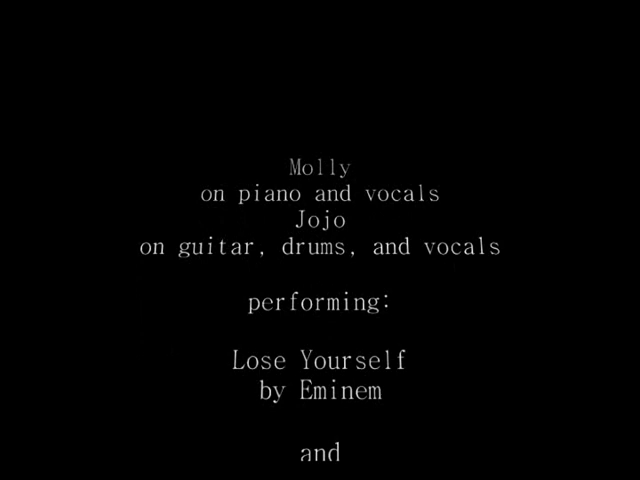 Molly
on piano and vocals
Jojo
on guitar, drums, and vocals
performing:
Lose Yourself
by Eminem
and